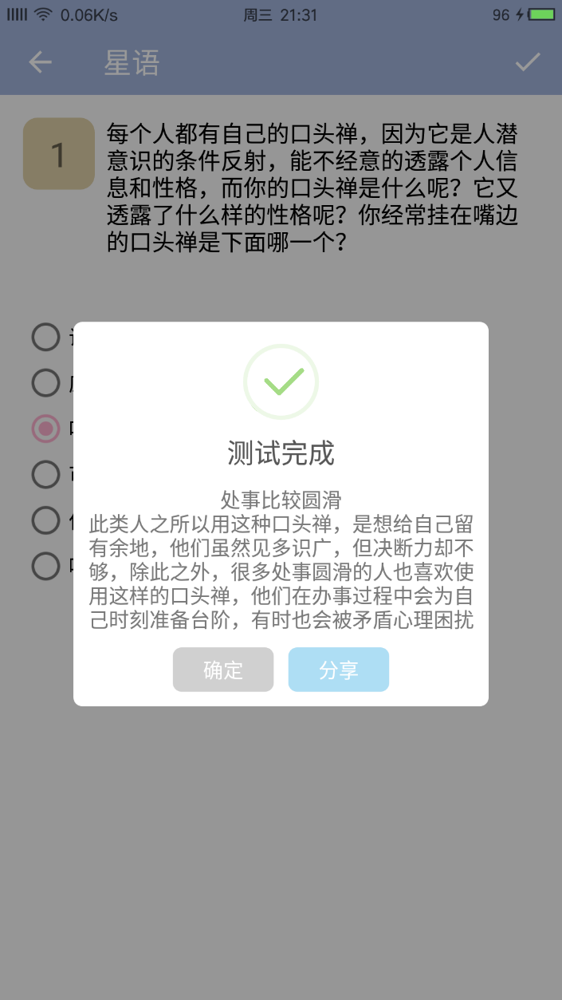 0.06K/s 周三 21:31 96
星语
1
每个人都有自己的口头禅，因为它是人潜
意识的条件反射，能不经意的透露个人信
息和性格，而你的口头禅是什么呢？它又
透露了什么样的性格呢？你经常挂在嘴边
的口头禅是下面哪一个？
测试完成
处事比较圆滑
此类人之所以用这种口头禅，是想给自己留
有余地，他们虽然见多识广，但决断力却不
够，除此之外，很多处事圆滑的人也喜欢使
用这样的口头禅，他们在办事过程中会为自
己时刻准备台阶，有时也会被矛盾心理困扰
确定 分享